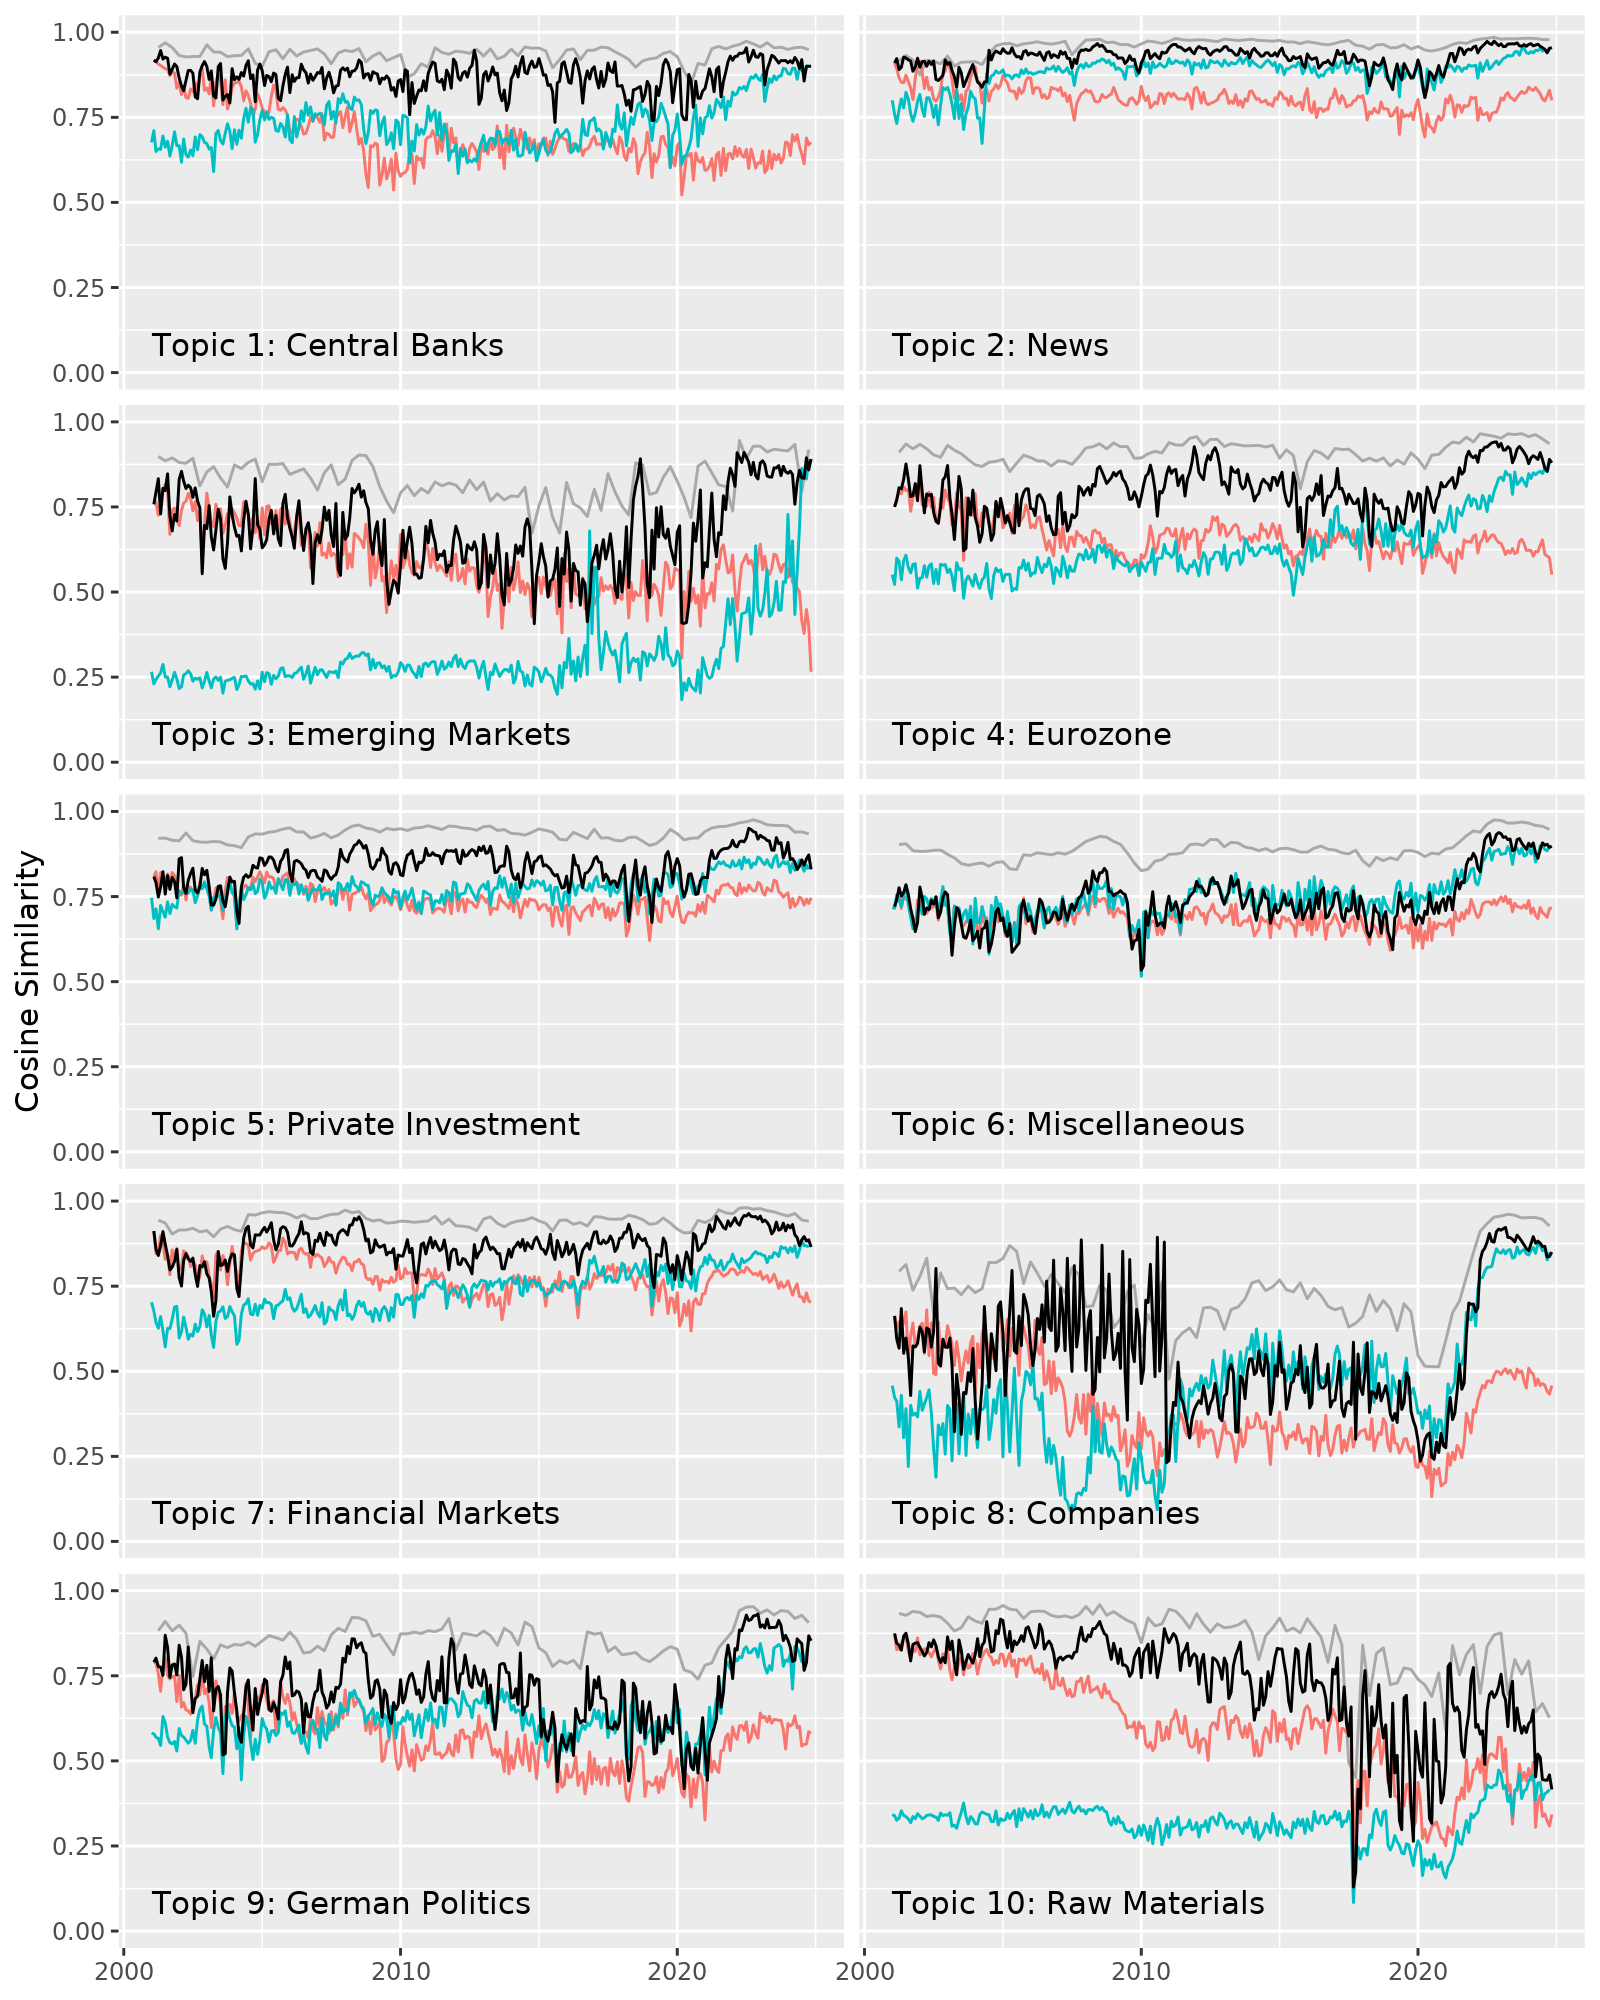 1.00
0.75
0.50
0.25
0.00
Topic 1: Central Banks
Topic 2: News
1.00
0.75
0.50
0.25
0.00
Topic 3: Emerging Markets
Topic 4: Eurozone
Cosine Similarity
1.00
0.75
0.50
0.25
0.00
Topic 5: Private Investment
Topic 6: Miscellaneous
1.00
0.75
0.50
0.25
0.00
Topic 7: Financial Markets
Topic 8: Companies
1.00
0.75
0.50
0.25
0.00
Topic 9: German Politics
Topic 10: Raw Materials
2000 2010 2020 2000 2010 2020